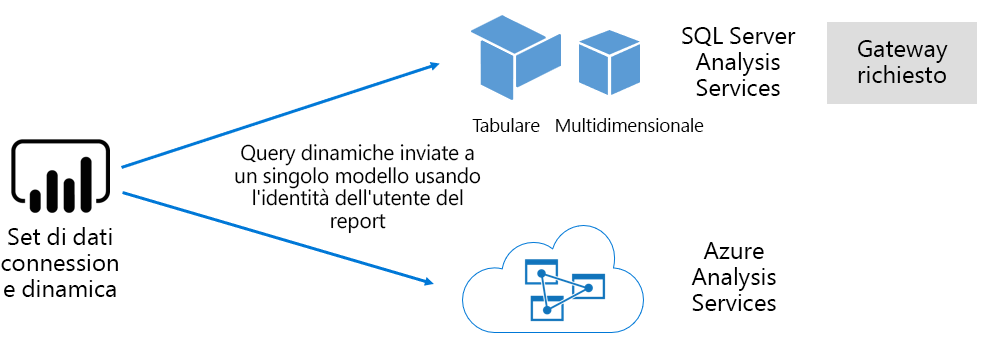 SQL Server
Analysis
Services
Gateway
richiesto
Tabulare
Multidimensionale
Query dinamiche inviate a
un singolo modello usando
l'identità dell'utente del
report
Set di dati
connession
e dinamica
Azure
Analysis
Services